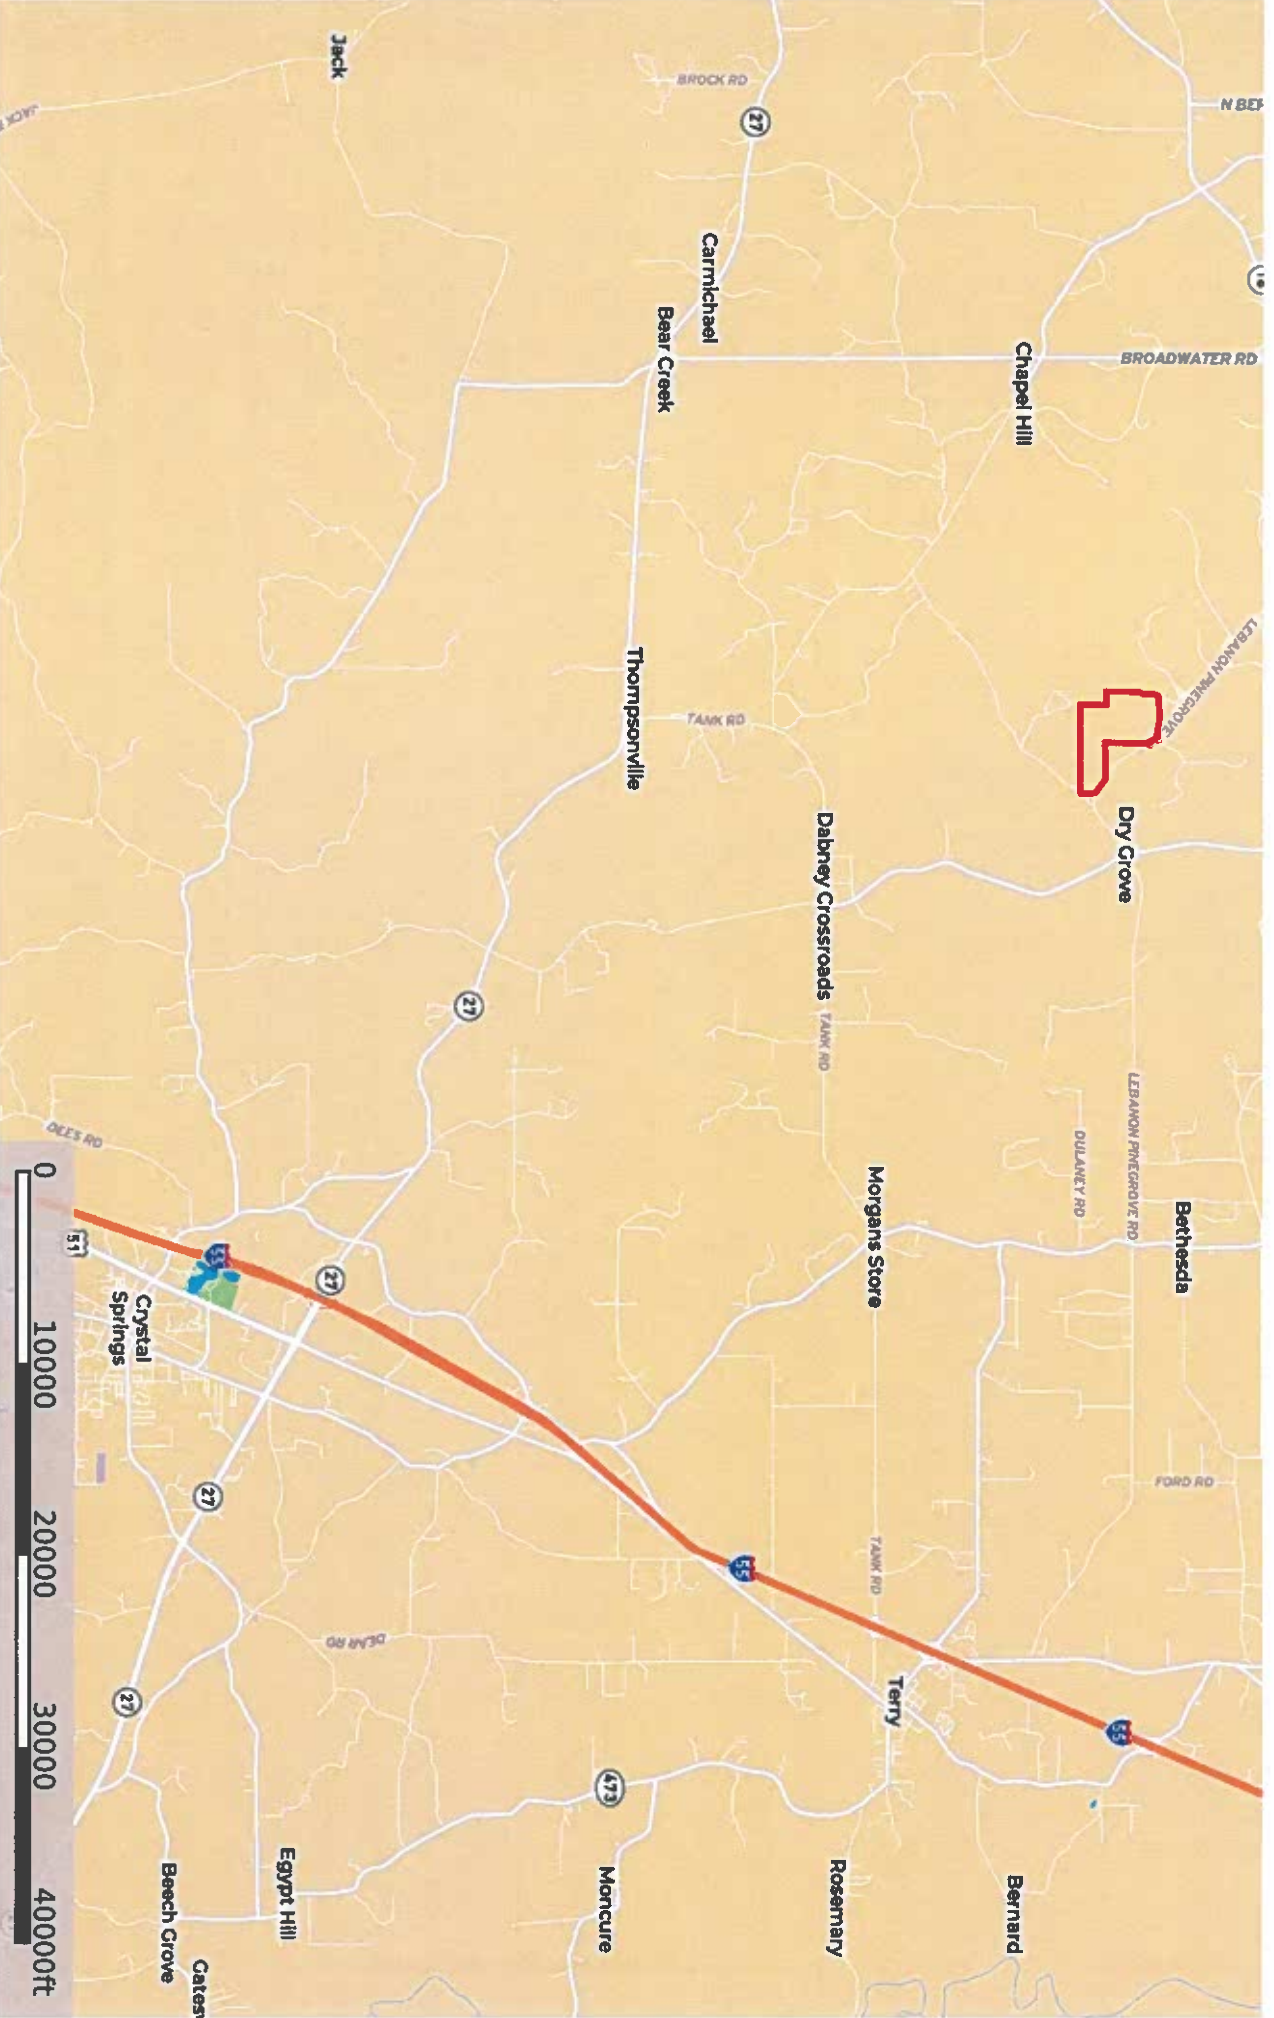 N BEF
BROADWATER RD
LEBANON PINEGROVE
Bethesda
FORD RD
LEBANON PINEGROVE RD
DULANEY RD
Dry Grove
Chapel Hill
55
Bernard
Morgans Store
TANK RD
Terry
Dabney Crossroads
TANK RD
Rosemary
27
BROCK RD
Carmichael
Bear Creek
TANK RD
Thompsonville
55
473
Moncure
27
Jack
27
DEAR RD
Egypt Hill
55
27
Crystal
Springs
27
Beech Grove
Gates
DEES RD
51
JACK
0
10000
20000
30000
40000ft